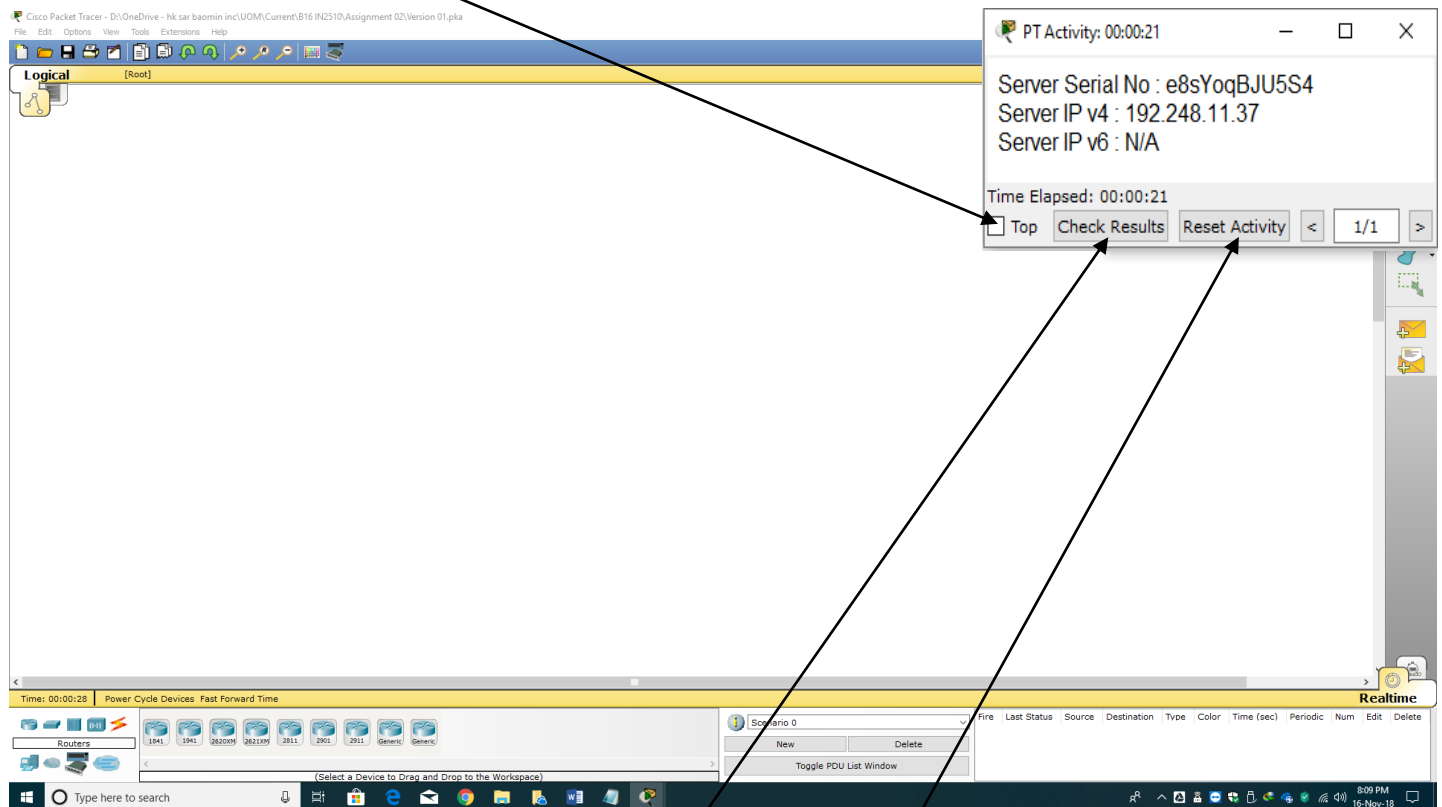 Cisco Packet Tracer - D:\OneDrive - hk sar baomin inc\UOM\Current\B16 IN2510\Assignment 02\Version 01.pka
File Edit Options View Tools Extensions Help
Logical [Root]
PT Activity: 00:00:21
Server Serial No : e8sYoqBJU5S4
Server IP v4 : 192.248.11.37
Server IP v6 : N/A
Time Elapsed: 00:00:21
Top Check Results Reset Activity < 1/1 >
Time: 00:00:28 Power Cycle Devices Fast Forward Time Realtime
Routers
1841 1941 2620XM 2621XM 2811 2901 2911 Generic Generic
(Select a Device to Drag and Drop to the Workspace)
Scenario 0
New Delete
Toggle PDU List Window
Fire Last Status Source Destination Type Color Time (sec) Periodic Num Edit Delete
Type here to search
8:09 PM
16-Nov-18